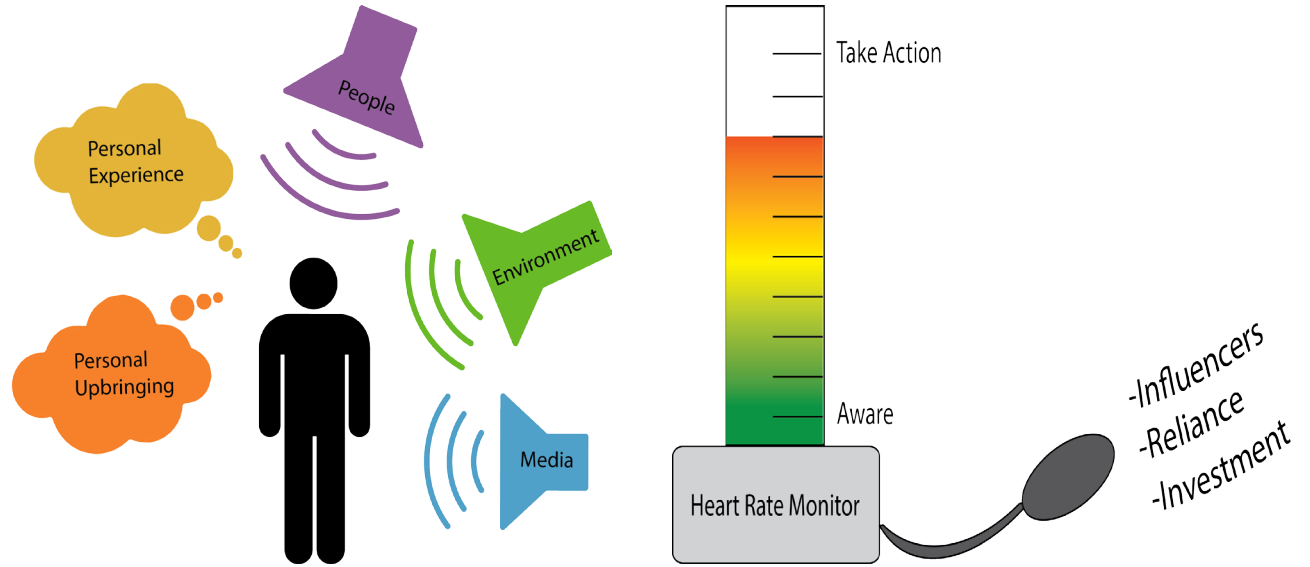 People
Personal
Experience
Environment
Personal
Upbringing
Media
Take Action
Aware
Heart Rate Monitor
-Influencers
-Reliance
-Investment